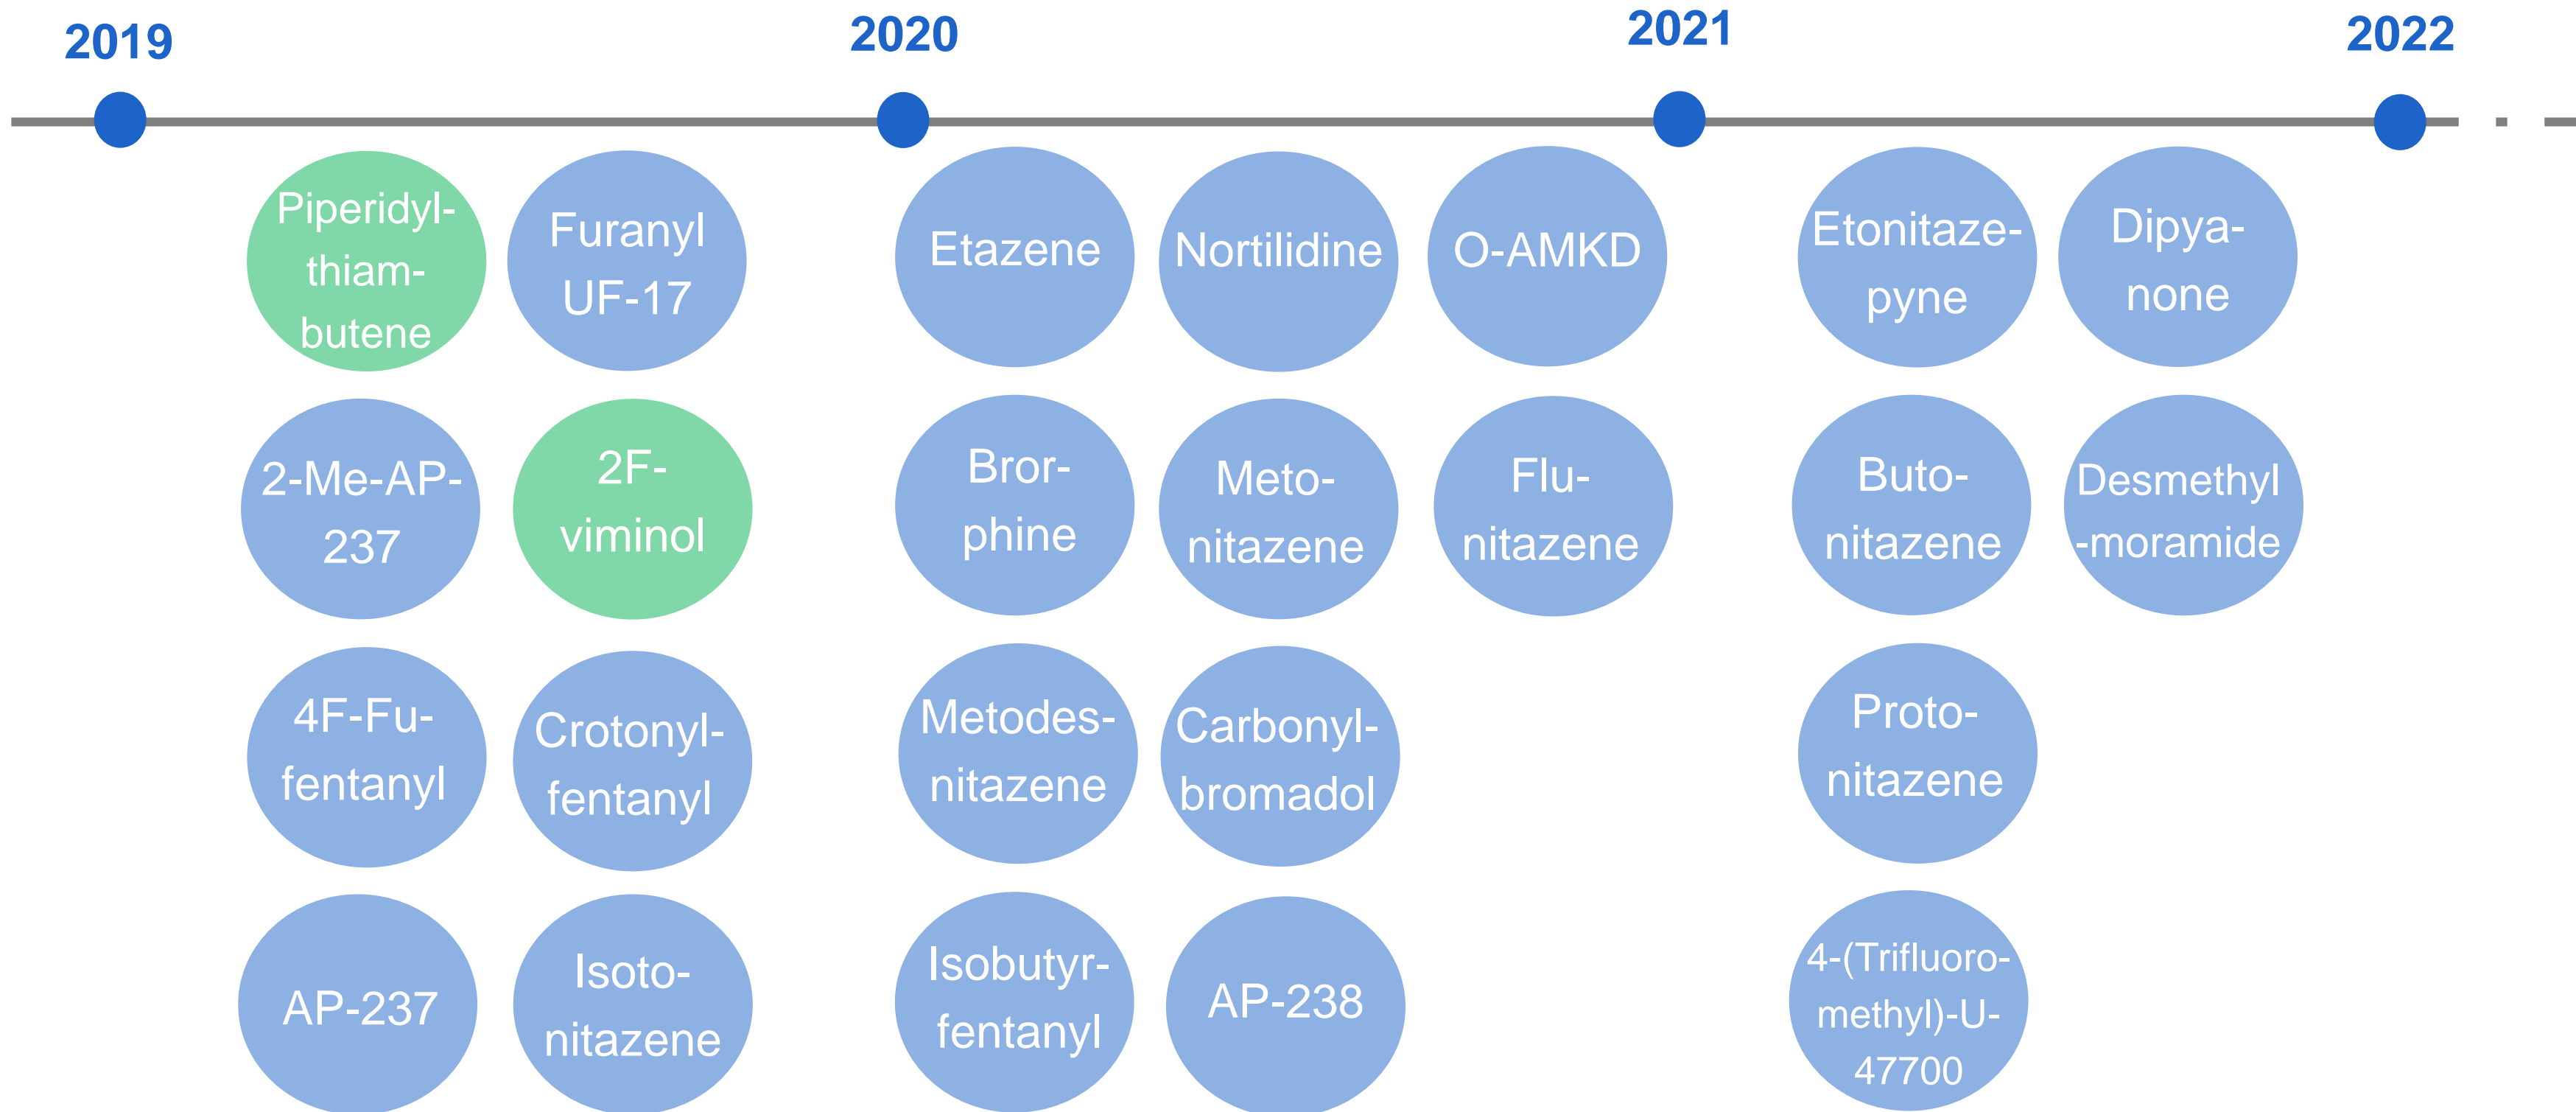 2019
2020
2021
2022
Piperidyl-
thiam-
butene
Furanyl
UF-17
Etazene
Nortilidine
O-AMKD
Etonitaze-
pyne
Dipya-
none
2-Me-AP-
237
2F-
viminol
Bror-
phine
Meto-
nitazene
Flu-
nitazene
Buto-
nitazene
Desmethyl
-moramide
4F-Fu-
fentanyl
Crotonyl-
fentanyl
Metodes-
nitazene
Carbonyl-
bromadol
Proto-
nitazene
AP-237
Isoto-
nitazene
Isobutyr-
fentanyl
AP-238
4-(Trifluoro-
methyl)-U-
47700